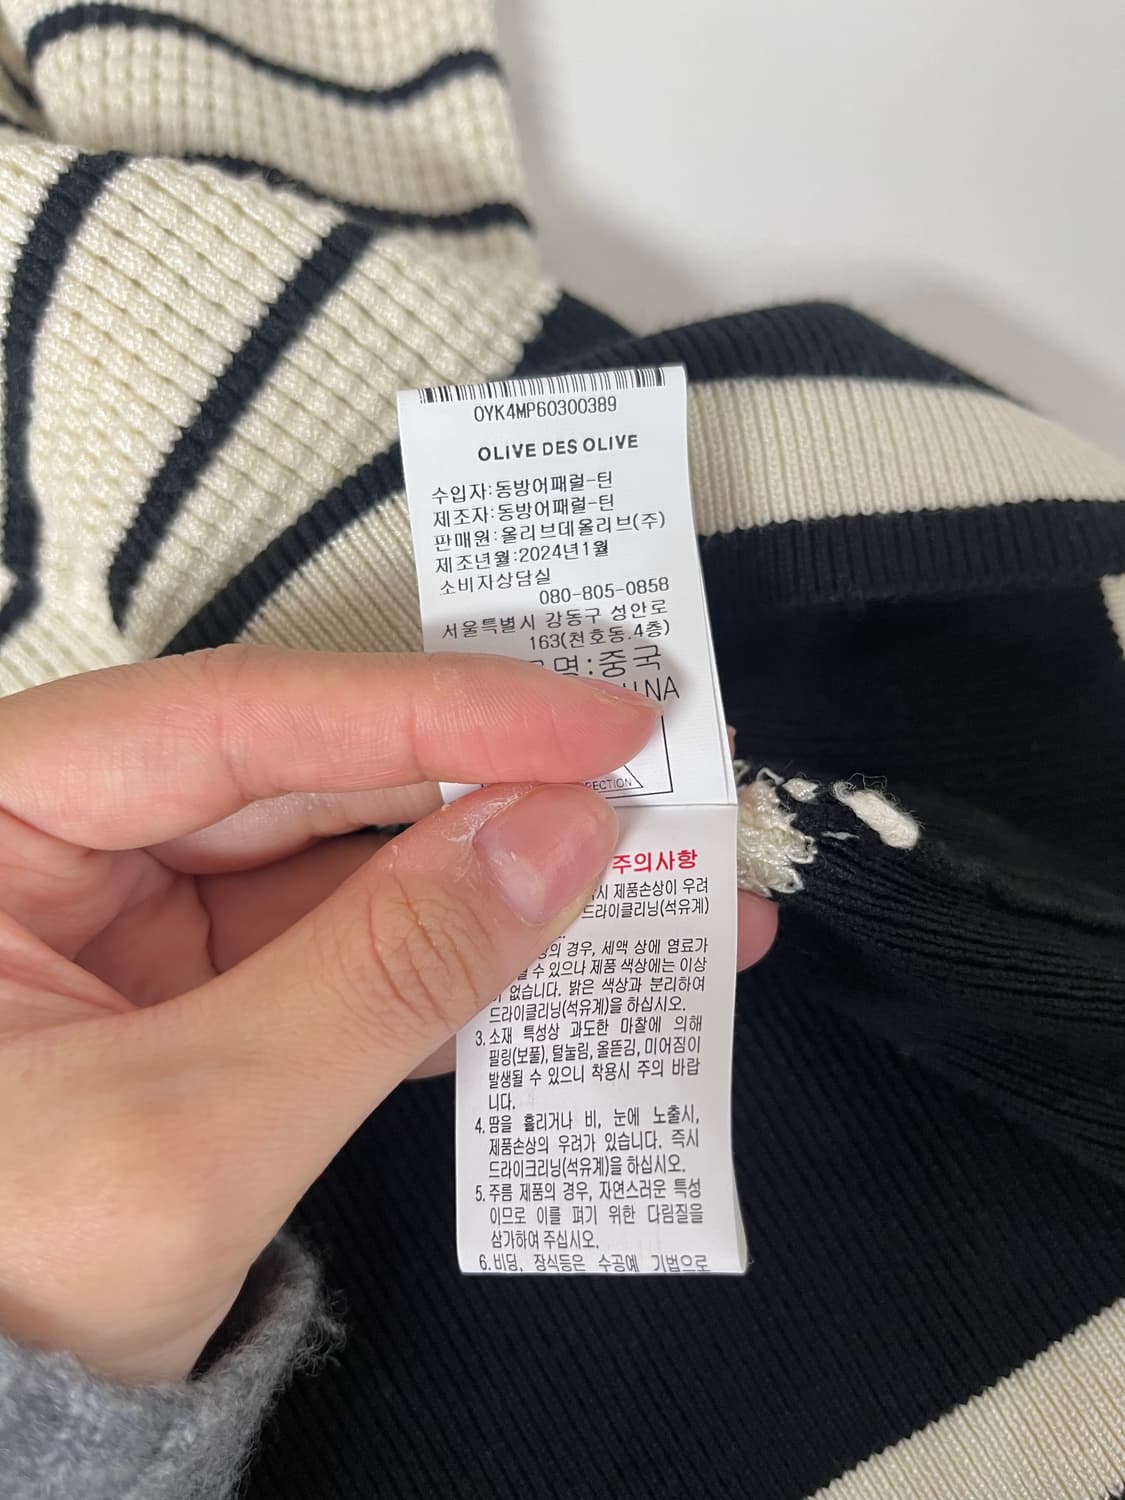 OYK4MP60300389
OLIVE DES OLIVE
수입자:동방어패럴-틴
제조자:동방어패럴-틴
판매원:올리브데올리브(주)
제조년월:2024년1월
소비자상담실
080-805-0858
서울특별시 강동구 성안로
163(천호동.4층)
명:중국
NA
주의사항
제품손상이 우려
드라이클리닝(석유계)
경우, 세액 상에 염료가
수 있으나 제품 색상에는 이상
없습니다. 밝은 색상과 분리하여
드라이클리닝(석유계)을 하십시오.
3. 소재 특성상 과도한 마찰에 의해
필링(보풀), 털눌림, 올뜯김, 미어짐이
발생될 수 있으니 착용시 주의 바랍
니다.
4. 땀을 흘리거나 비, 눈에 노출시,
제품손상의 우려가 있습니다. 즉시
드라이크리닝(석유계)을 하십시오.
5. 주름 제품의 경우, 자연스러운 특성
이므로 이를 펴기 위한 다림질을
삼가하여 주십시오.
6. 비딩, 장식등은 수공예 기법으로